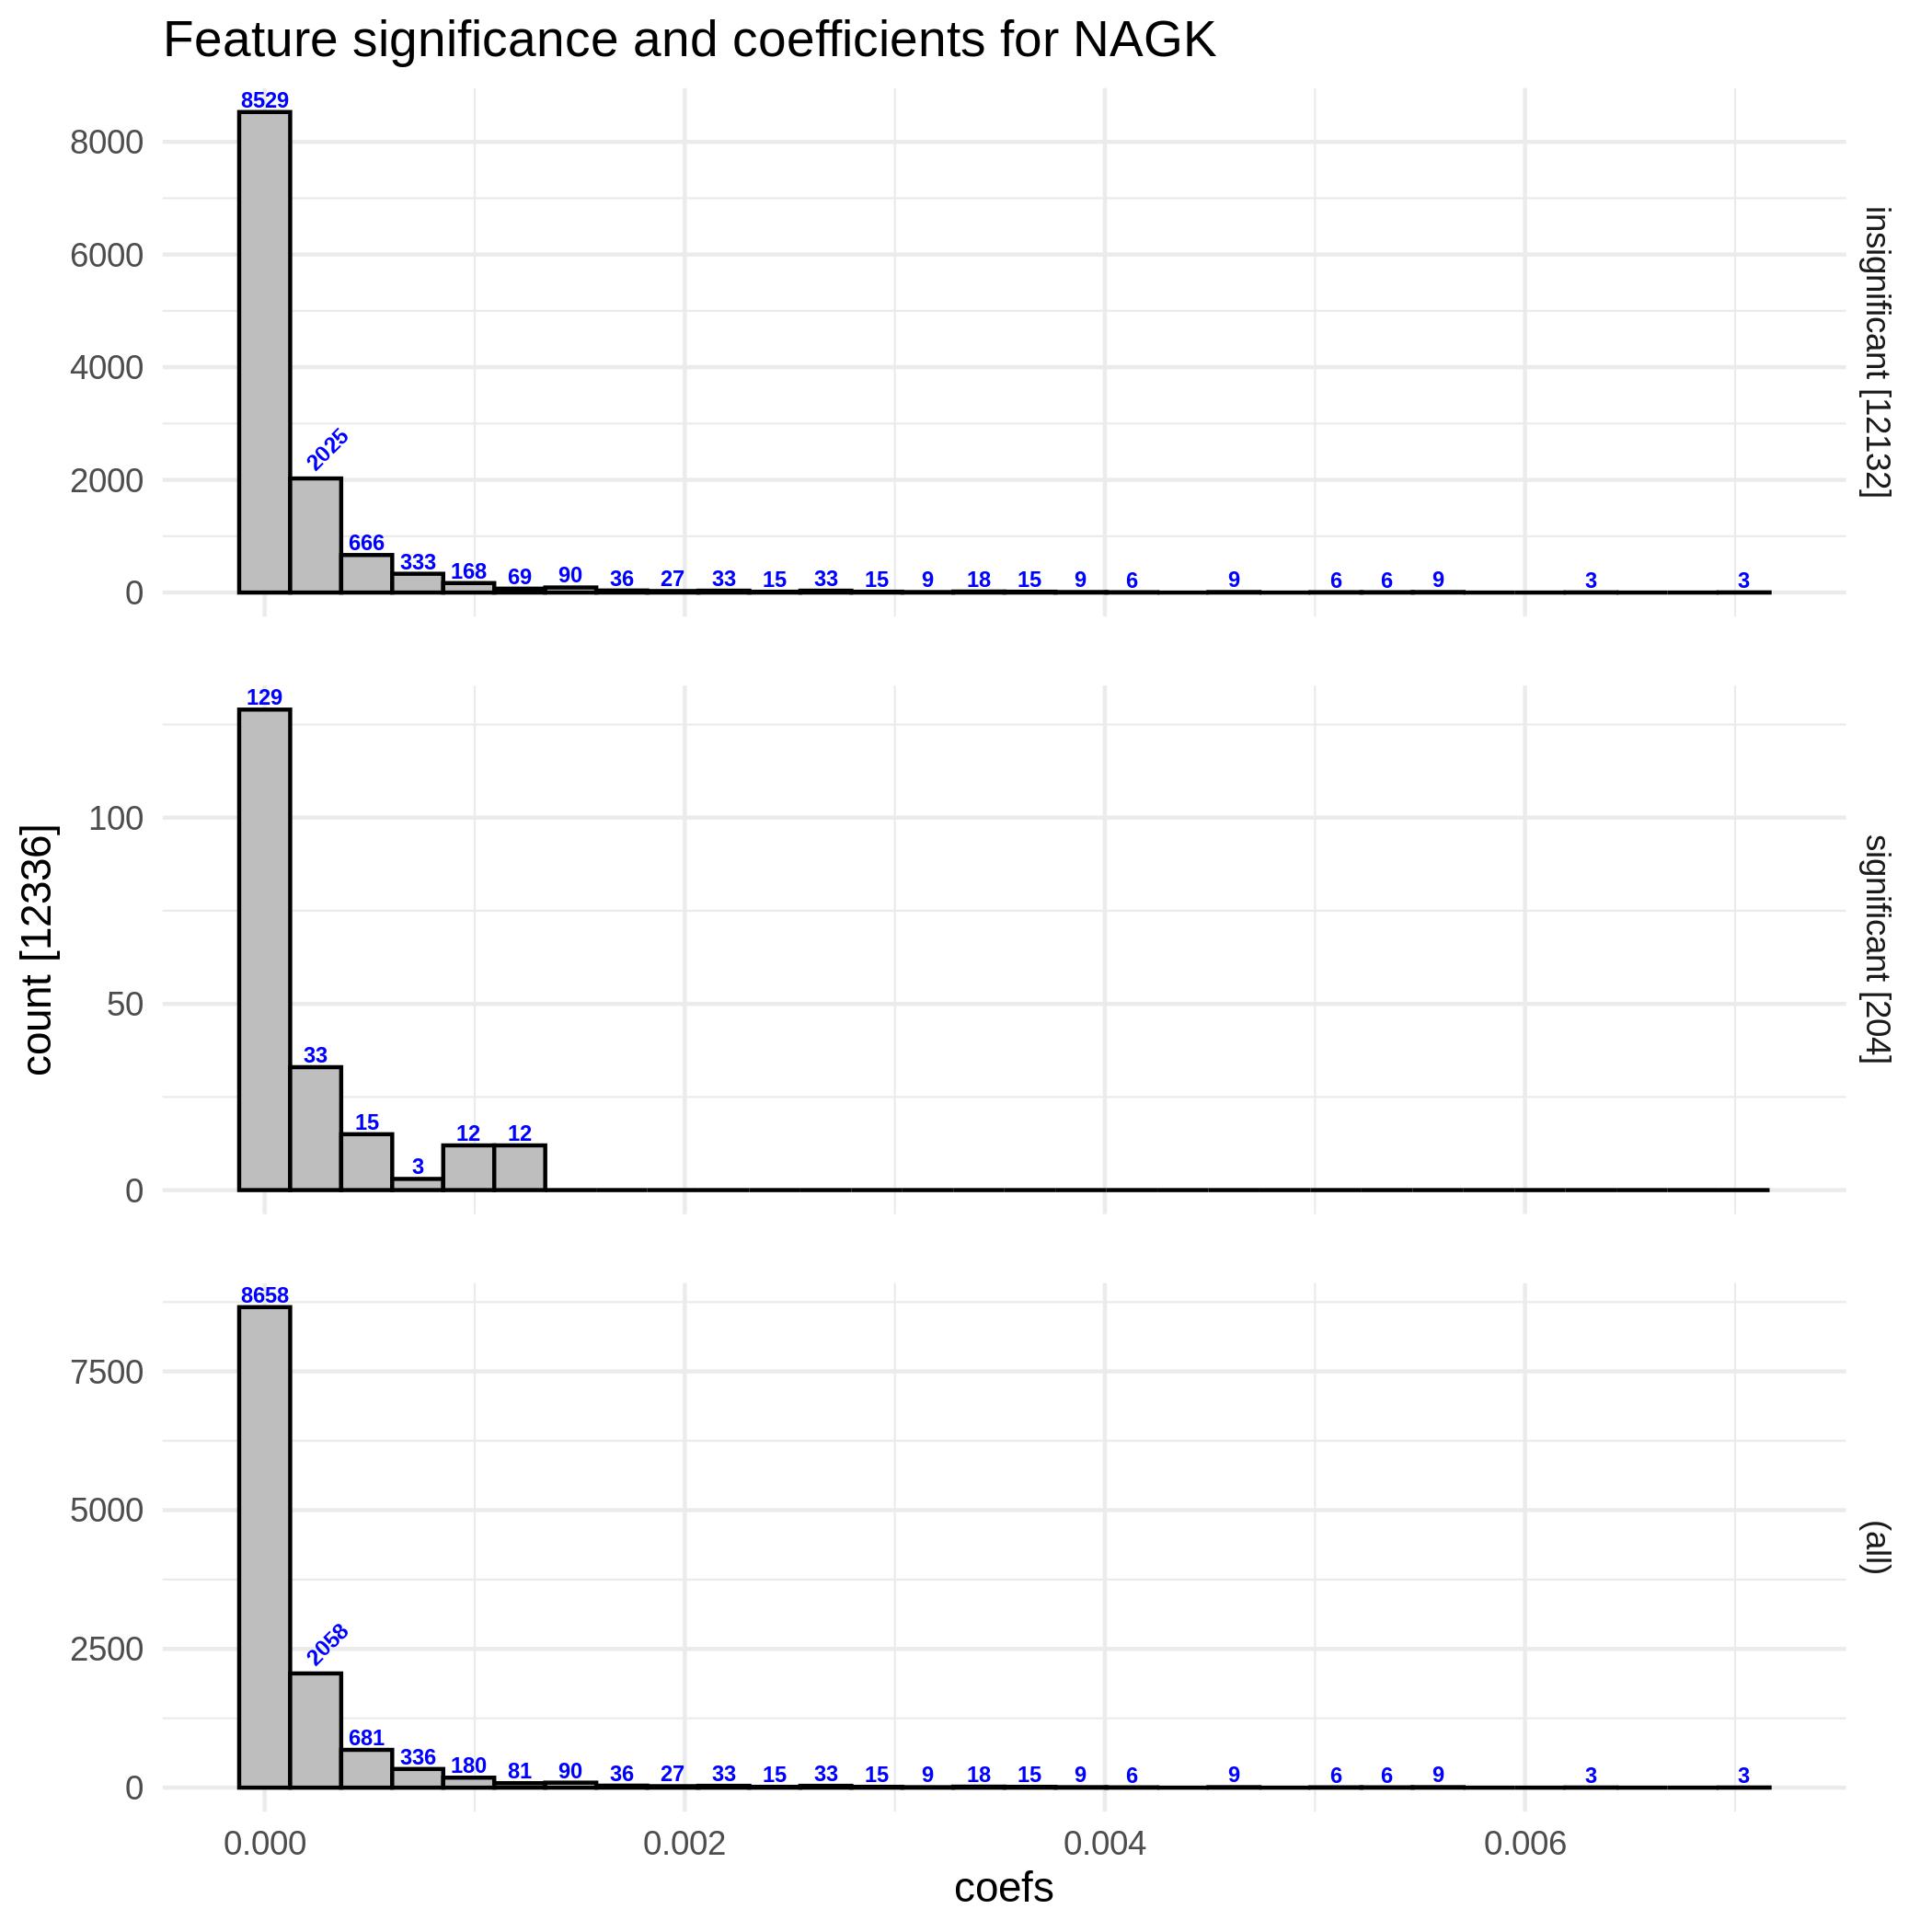 Feature significance and coefficients for NAGK
8529
8000
6000
4000
2025
2000
666
333 168 69 90 36 27 33 15 33 15 9 18 15 9 6 9 6 6 9 3 3
0
insignificant [12132]
129
100
50
33
15
3
12 12
0
significant [204]
count [12336]
8658
7500
5000
2058
2500
681
336 180 81 90 36 27 33 15 33 15 9 18 15 9 6 9 6 6 9 3 3
0
(all)
0.000 0.002 0.004 0.006
coefs